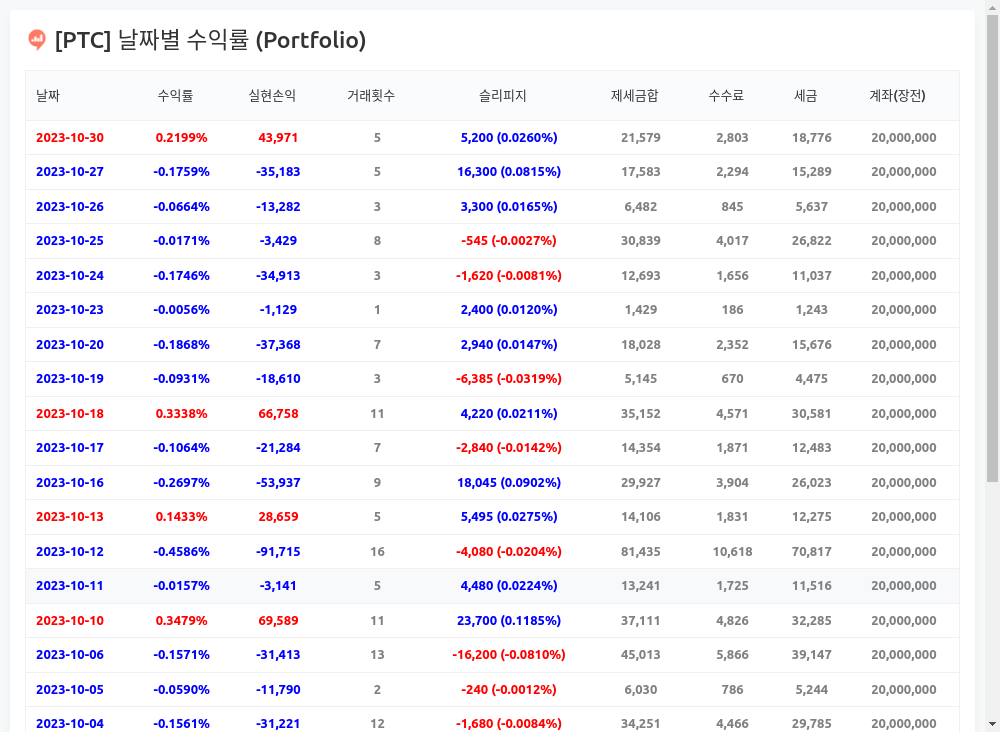 [PTC] 날짜별 수익률 (Portfolio)
날짜 수익률 실현손익 거래횟수 슬리피지 제세금합 수수료 세금 계좌(장전)
2023-10-30 0.2199% 43,971 5 5,200 (0.0260%) 21,579 2,803 18,776 20,000,000
2023-10-27 -0.1759% -35,183 5 16,300 (0.0815%) 17,583 2,294 15,289 20,000,000
2023-10-26 -0.0664% -13,282 3 3,300 (0.0165%) 6,482 845 5,637 20,000,000
2023-10-25 -0.0171% -3,429 8 -545 (-0.0027%) 30,839 4,017 26,822 20,000,000
2023-10-24 -0.1746% -34,913 3 -1,620 (-0.0081%) 12,693 1,656 11,037 20,000,000
2023-10-23 -0.0056% -1,129 1 2,400 (0.0120%) 1,429 186 1,243 20,000,000
2023-10-20 -0.1868% -37,368 7 2,940 (0.0147%) 18,028 2,352 15,676 20,000,000
2023-10-19 -0.0931% -18,610 3 -6,385 (-0.0319%) 5,145 670 4,475 20,000,000
2023-10-18 0.3338% 66,758 11 4,220 (0.0211%) 35,152 4,571 30,581 20,000,000
2023-10-17 -0.1064% -21,284 7 -2,840 (-0.0142%) 14,354 1,871 12,483 20,000,000
2023-10-16 -0.2697% -53,937 9 18,045 (0.0902%) 29,927 3,904 26,023 20,000,000
2023-10-13 0.1433% 28,659 5 5,495 (0.0275%) 14,106 1,831 12,275 20,000,000
2023-10-12 -0.4586% -91,715 16 -4,080 (-0.0204%) 81,435 10,618 70,817 20,000,000
2023-10-11 -0.0157% -3,141 5 4,480 (0.0224%) 13,241 1,725 11,516 20,000,000
2023-10-10 0.3479% 69,589 11 23,700 (0.1185%) 37,111 4,826 32,285 20,000,000
2023-10-06 -0.1571% -31,413 13 -16,200 (-0.0810%) 45,013 5,866 39,147 20,000,000
2023-10-05 -0.0590% -11,790 2 -240 (-0.0012%) 6,030 786 5,244 20,000,000
2023-10-04 -0.1561% -31,221 12 -1,680 (-0.0084%) 34,251 4,466 29,785 20,000,000